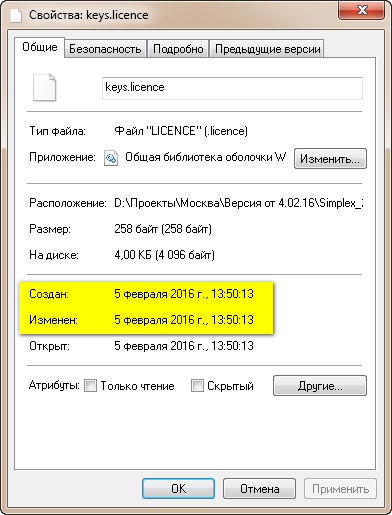 Свойства: keys.licence
Общие Безопасность Подробно Предыдущие версии
keys.licence
Тип файла: Файл "LICENCE" (.licence)
Приложение: Общая библиотека оболочки W Изменить...
Расположение: D:\Проекты\Москва\Версия от 4.02.16\Simplex_2
Размер: 258 байт (258 байт)
На диске: 4,00 КБ (4 096 байт)
Создан: 5 февраля 2016 г., 13:50:13
Изменен: 5 февраля 2016 г., 13:50:13
Открыт: 5 февраля 2016 г., 13:50:13
Атрибуты: Только чтение Скрытый Другие...
OK Отмена Применить